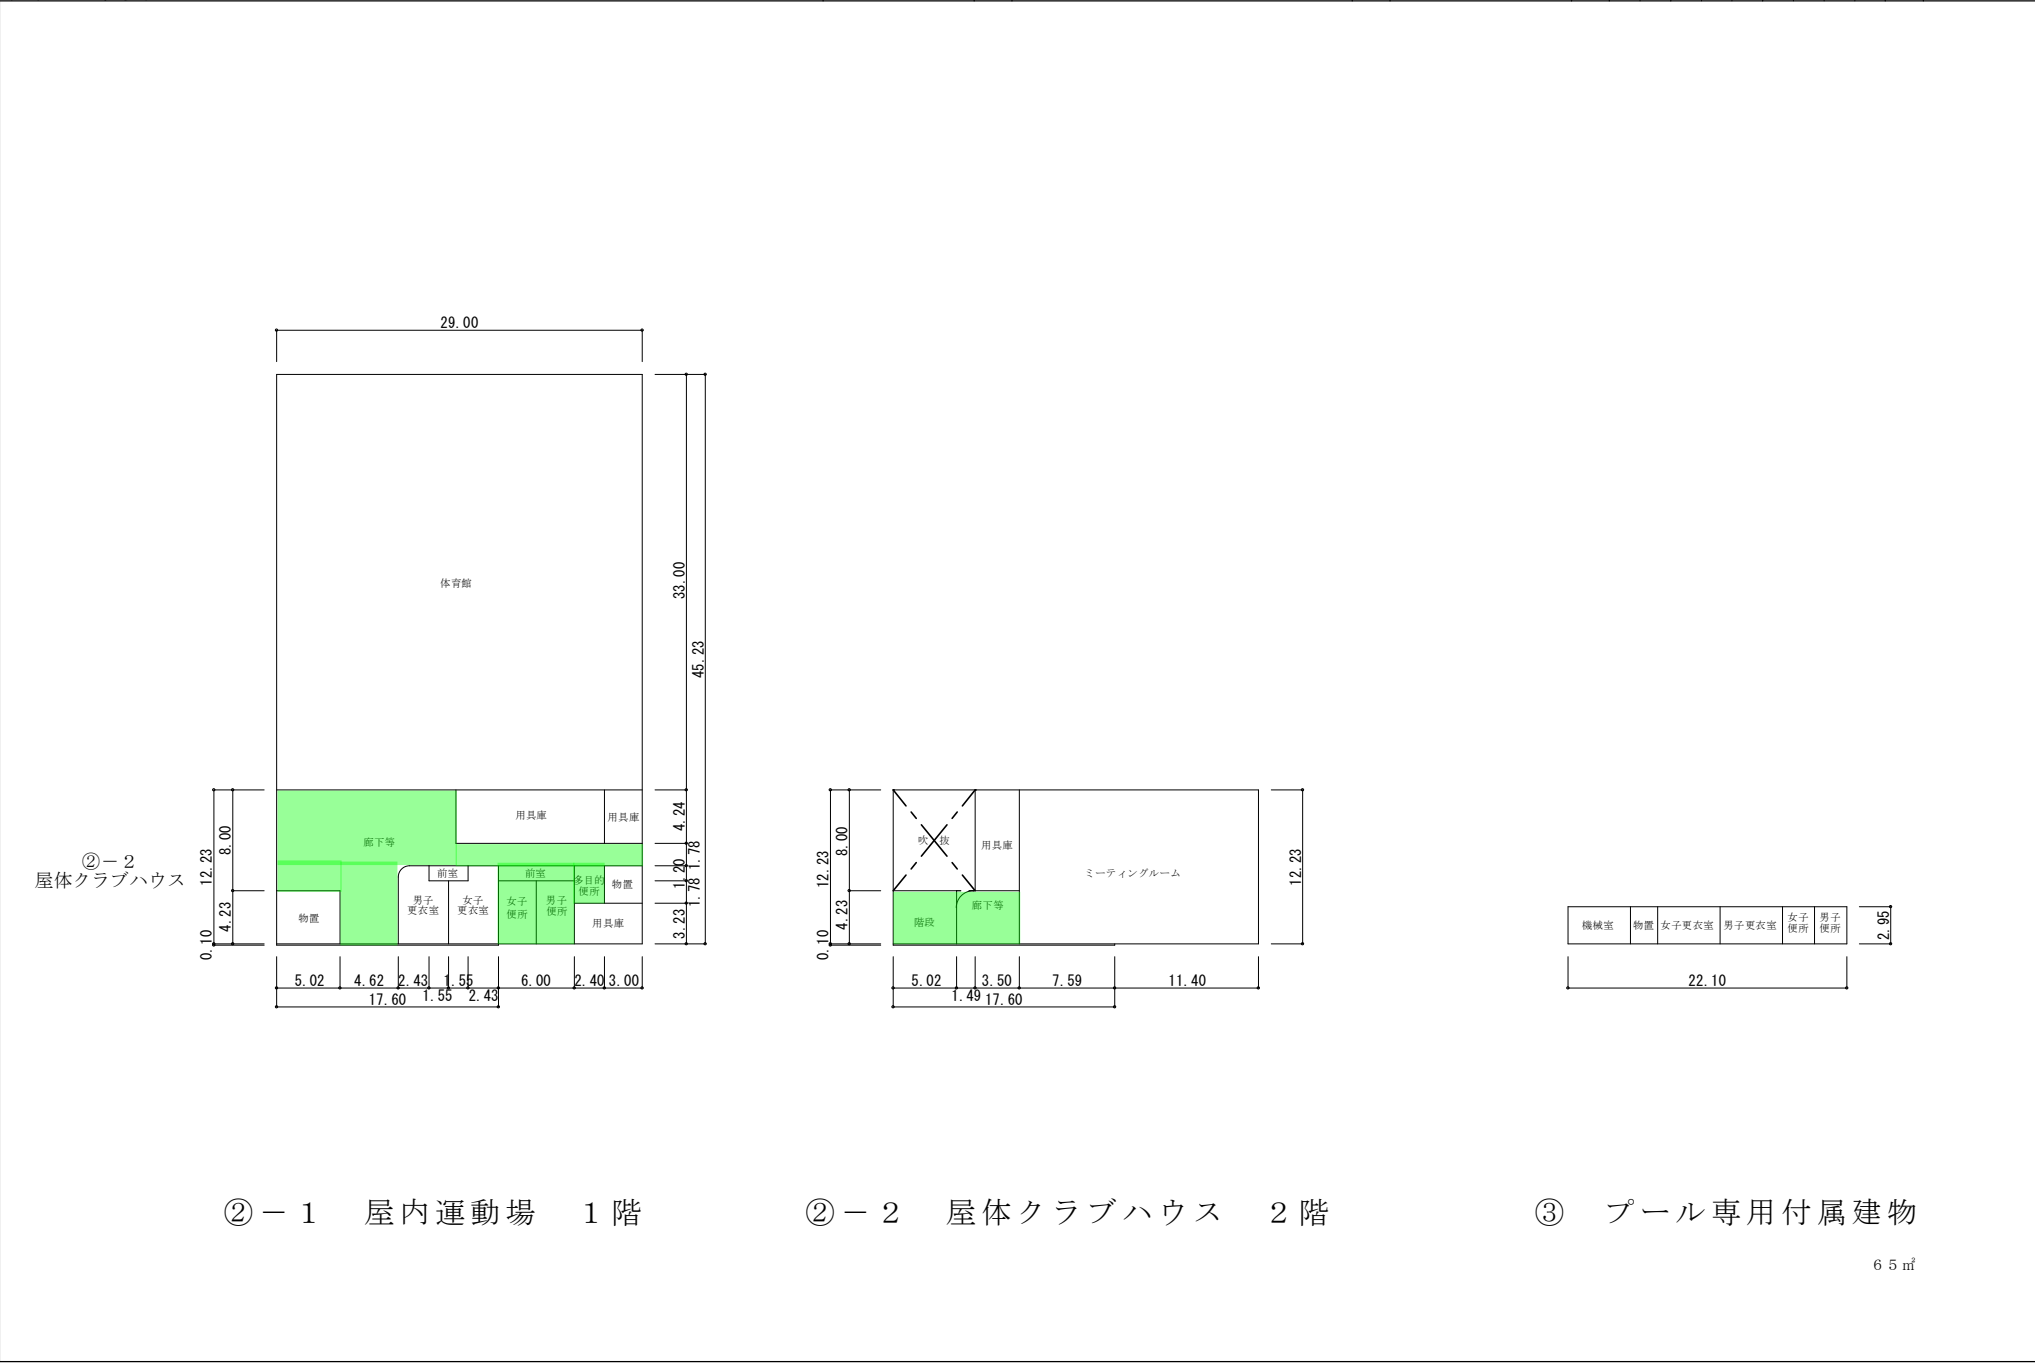 29.00
体育館
33.00
45.23
廊下等
用具庫
用具庫
4.24
1.78
1.20
1.78
3.23
②－２
屋体クラブハウス
12.23
8.00
4.23
0.10
前室
前室
多目的
便所
物置
男子
更衣室
女子
更衣室
女子
便所
男子
便所
物置
用具庫
5.02
4.62
2.43
1.55
6.00
2.40
3.00
17.60
1.55
2.43
12.23
8.00
4.23
0.10
吹 抜
用具庫
ミーティングルーム
12.23
階段
廊下等
5.02
3.50
7.59
11.40
1.49
17.60
機械室
物置
女子更衣室
男子更衣室
女子
便所
男子
便所
2.95
22.10
②－１　屋内運動場　１階
②－２　屋体クラブハウス　２階
③　プール専用付属建物
６５㎡